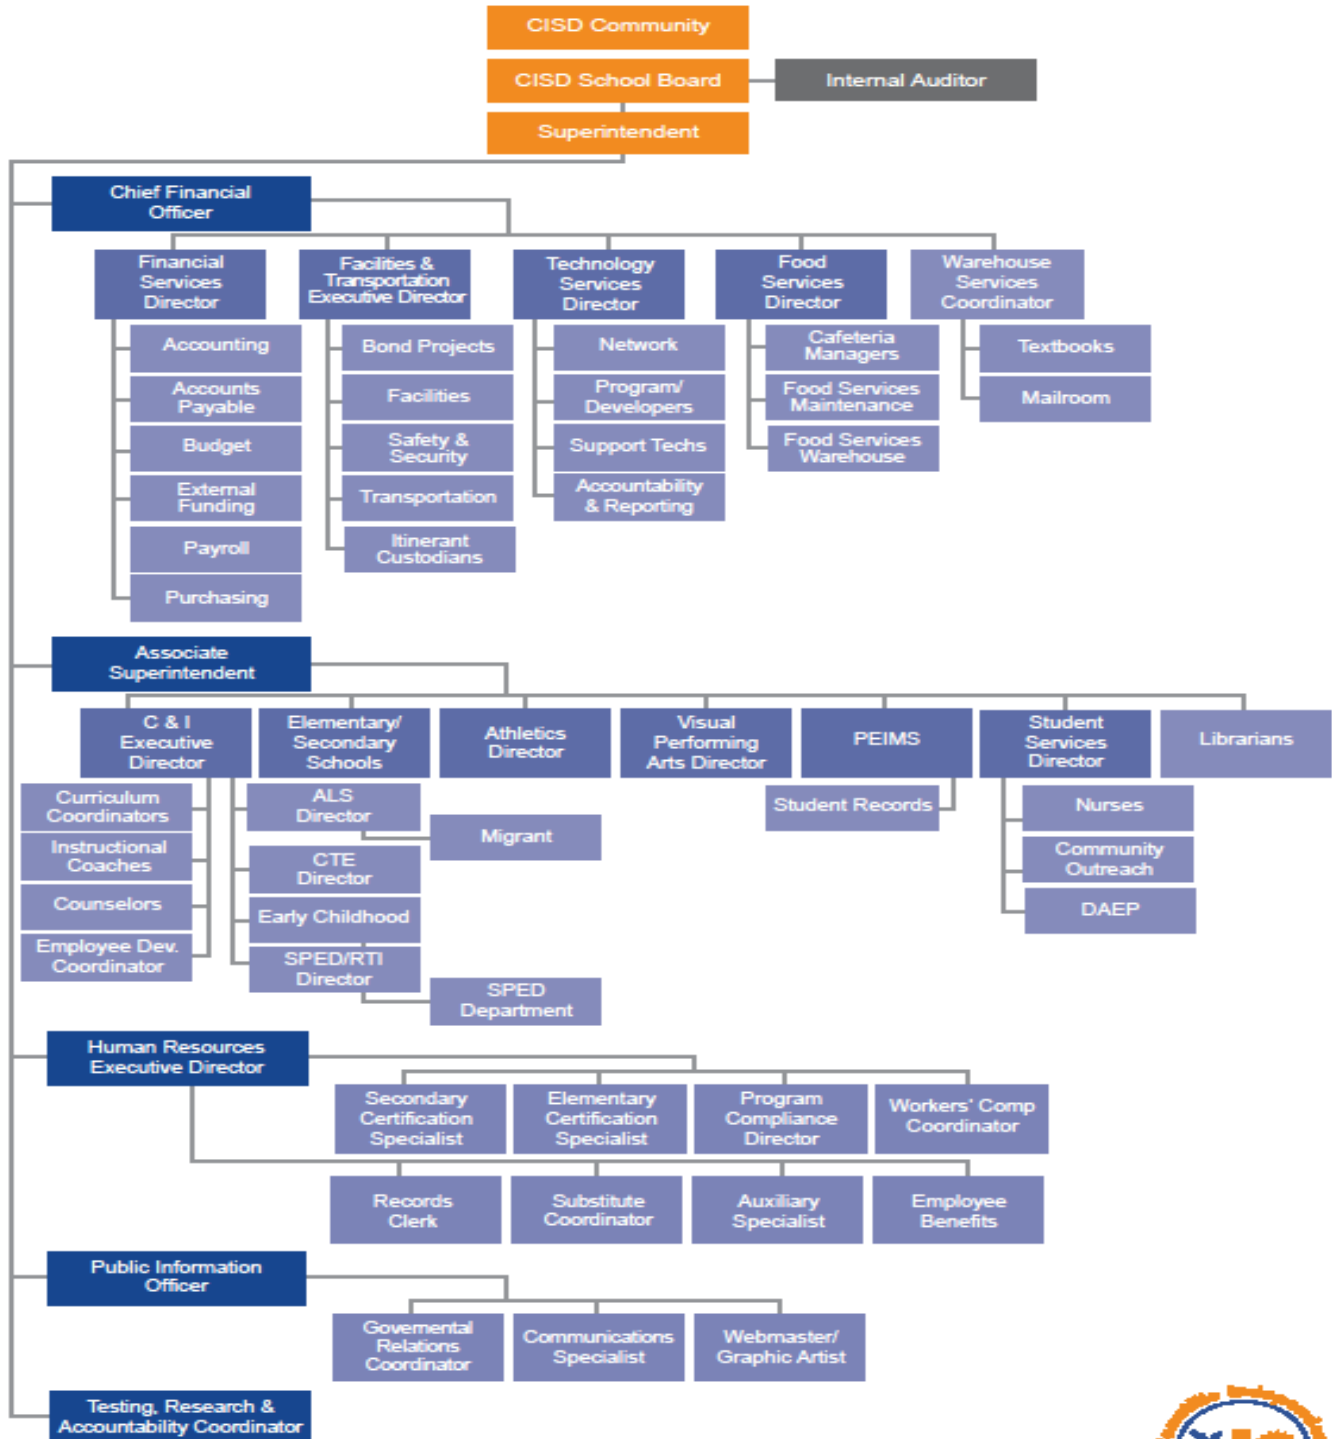 CISD Community
CISD School Board
Internal Auditor
Superintendent
Chief Financial
Officer
Financial
Services
Director
Facilities &
Transportation
Executive Director
Technology
Services
Director
Food
Services
Director
Warehouse
Services
Coordinator
Accounting
Accounts
Payable
Budget
External
Funding
Payroll
Purchasing
Bond Projects
Facilities
Safety &
Security
Transportation
Itinerant
Custodians
Network
Program/
Developers
Support Techs
Accountability
& Reporting
Cafeteria
Managers
Food Services
Maintenance
Food Services
Warehouse
Textbooks
Mailroom
Associate
Superintendent
C & I
Executive
Director
Elementary/
Secondary
Schools
Athletics
Director
Visual
Performing
Arts Director
PEIMS
Student
Services
Director
Librarians
Curriculum
Coordinators
Instructional
Coaches
Counselors
Employee Dev.
Coordinator
ALS
Director
Migrant
CTE
Director
Early Childhood
SPED/RTI
Director
SPED
Department
Student Records
Nurses
Community
Outreach
DAEP
Human Resources
Executive Director
Secondary
Certification
Specialist
Elementary
Certification
Specialist
Program
Compliance
Director
Workers' Comp
Coordinator
Records
Clerk
Substitute
Coordinator
Auxiliary
Specialist
Employee
Benefits
Public Information
Officer
Governmental
Relations
Coordinator
Communications
Specialist
Webmaster/
Graphic Artist
Testing, Research &
Accountability Coordinator